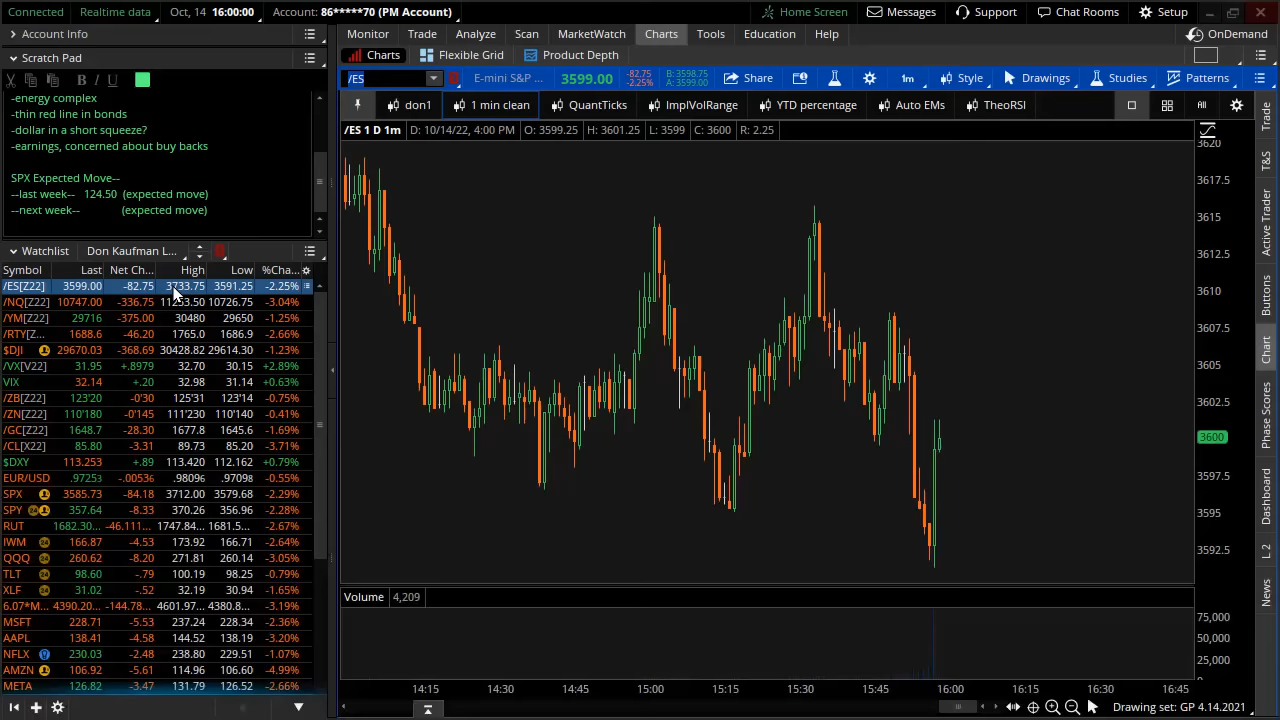 Connected Realtime data Oct, 14 16:00:00 Account: 86*****70 (PM Account) Home Screen Messages Support Chat Rooms Setup
Account Info
Monitor Trade Analyze Scan MarketWatch Charts Tools Education Help OnDemand
Scratch Pad
Charts Flexible Grid Product Depth
B I U
/ES E-mini S&P ... 3599.00 -82.75 -2.25% B: 3598.75 A: 3599.00 Share 1m Style Drawings Studies Patterns
-energy complex
-thin red line in bonds
-dollar in a short squeeze?
-earnings, concerned about buy backs
SPX Expected Move--
--last week-- 124.50 (expected move)
--next week-- (expected move)
don1 1 min clean QuantTicks ImplVolRange YTD percentage Auto EMs TheoRSI All
/ES 1 D 1m D: 10/14/22, 4:00 PM O: 3599.25 H: 3601.25 L: 3599 C: 3600 R: 2.25
Watchlist Don Kaufman L...
Symbol Last Net Ch... High Low %Cha...
/ES[Z22] 3599.00 -82.75 3733.75 3591.25 -2.25%
/NQ[Z22] 10747.00 -336.75 11253.50 10726.75 -3.04%
/YM[Z22] 29716 -375.00 30480 29650 -1.25%
/RTY[Z... 1688.6 -46.20 1765.0 1686.9 -2.66%
$DJI 29670.03 -368.69 30428.82 29614.30 -1.23%
/VX[V22] 31.95 +.8979 32.70 30.15 +2.89%
VIX 32.14 +.20 32.98 31.14 +0.63%
/ZB[Z22] 123'20 -0'30 125'31 123'14 -0.75%
/ZN[Z22] 110'180 -0'145 111'230 110'140 -0.41%
/GC[Z22] 1648.7 -28.30 1677.8 1645.6 -1.69%
/CL[X22] 85.80 -3.31 89.73 85.20 -3.71%
$DXY 113.253 +.89 113.420 112.162 +0.79%
EUR/USD .97253 -.0053 .98096 .97098 -0.55%
SPX 3585.73 -84.18 3712.00 3579.68 -2.29%
SPY 357.64 -8.33 370.26 356.96 -2.28%
RUT 1682.30... -46.111... 1747.84... 1681.5... -2.67%
IWM 166.87 -4.53 173.92 166.71 -2.64%
QQQ 260.62 -8.20 271.81 260.14 -3.05%
TLT 98.60 -.79 100.19 98.25 -0.79%
XLF 31.02 -.52 32.19 30.94 -1.65%
6.07*M... 4390.20... -144.78... 4601.97... 4380.8... -3.19%
MSFT 228.71 -5.53 237.24 228.34 -2.36%
AAPL 138.41 -4.58 144.52 138.19 -3.20%
NFLX 230.03 -2.48 238.80 229.51 -1.07%
AMZN 106.92 -5.61 114.96 106.60 -4.99%
META 126.82 -3.47 131.79 126.52 -2.66%
3620
3617.5
3615
3612.5
3610
3607.5
3605
3602.5
3600
3597.5
3595
3592.5
Volume 4,209
75,000
50,000
25,000
14:15 14:30 14:45 15:00 15:15 15:30 15:45 16:00 16:15 16:30 16:45
Drawing set: GP 4.14.2021
Trade
T&S
Active Trader
Buttons
Chart
Phase Scores
Dashboard
L 2
News